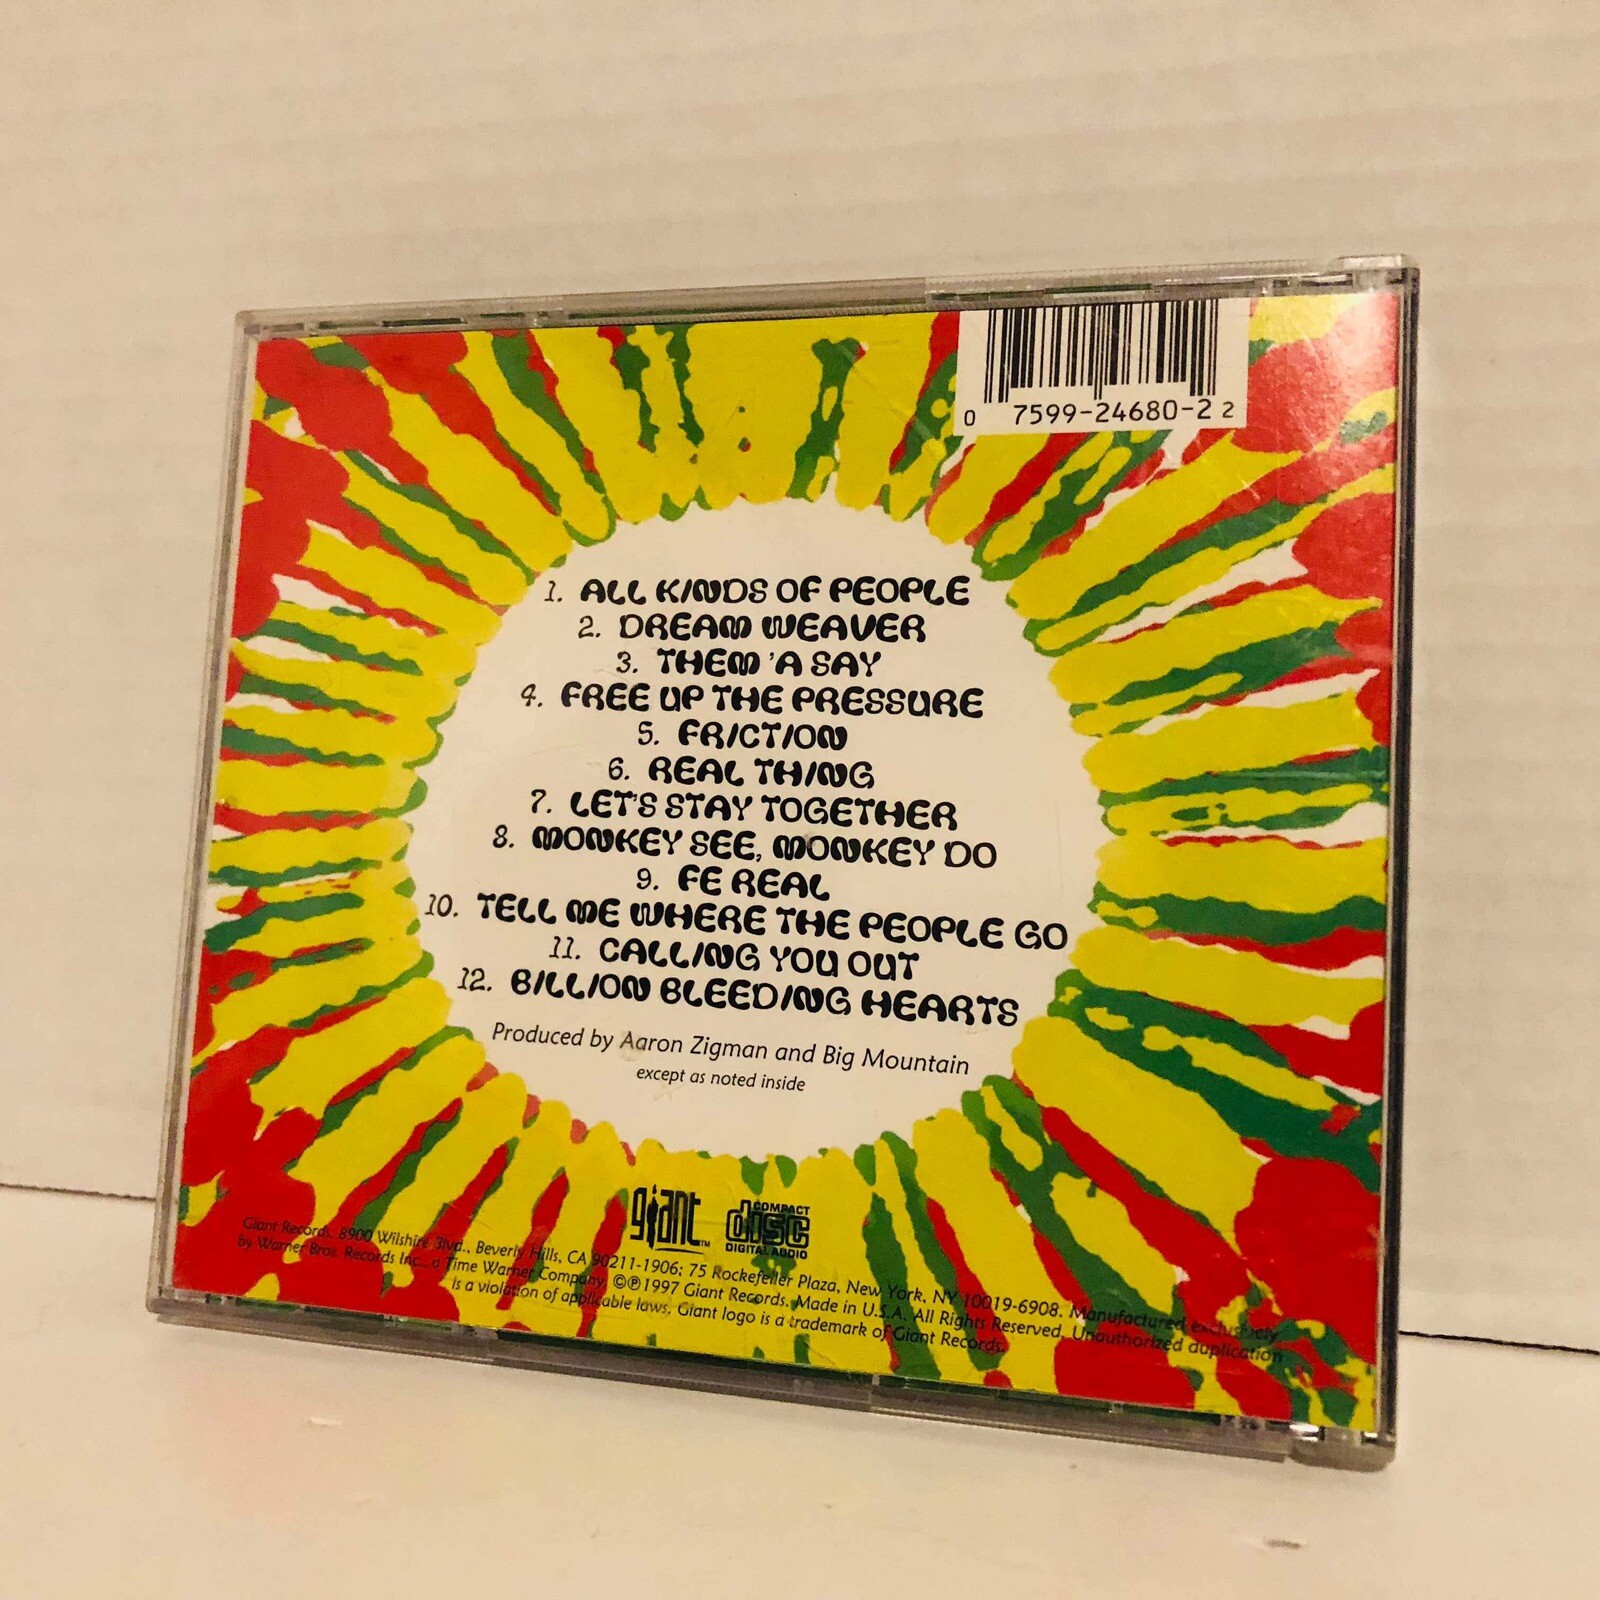 0 7599-24680-2 2
1. ALL KINDS OF PEOPLE
2. DREAM WEAVER
3. THEM 'A SAY
4. FREE UP THE PRESSURE
5. FRICTION
6. REAL THING
7. LET'S STAY TOGETHER
8. MONKEY SEE, MONKEY DO
9. FE REAL
10. TELL ME WHERE THE PEOPLE GO
11. CALLING YOU OUT
12. BILLION BLEEDING HEARTS
Produced by Aaron Zigman and Big Mountain
except as noted inside
giant™
COMPACT
disc
DIGITAL AUDIO
Giant Records. 8900 Wilshire Blvd., Beverly Hills, CA 90211-1906; 75 Rockefeller Plaza, New York, NY 10019-6908. Manufactured exclusively
by Warner Bros. Records Inc., a Time Warner Company. ©℗1997 Giant Records. Made in U.S.A. All Rights Reserved. Unauthorized duplication
is a violation of applicable laws. Giant logo is a trademark of Giant Records.